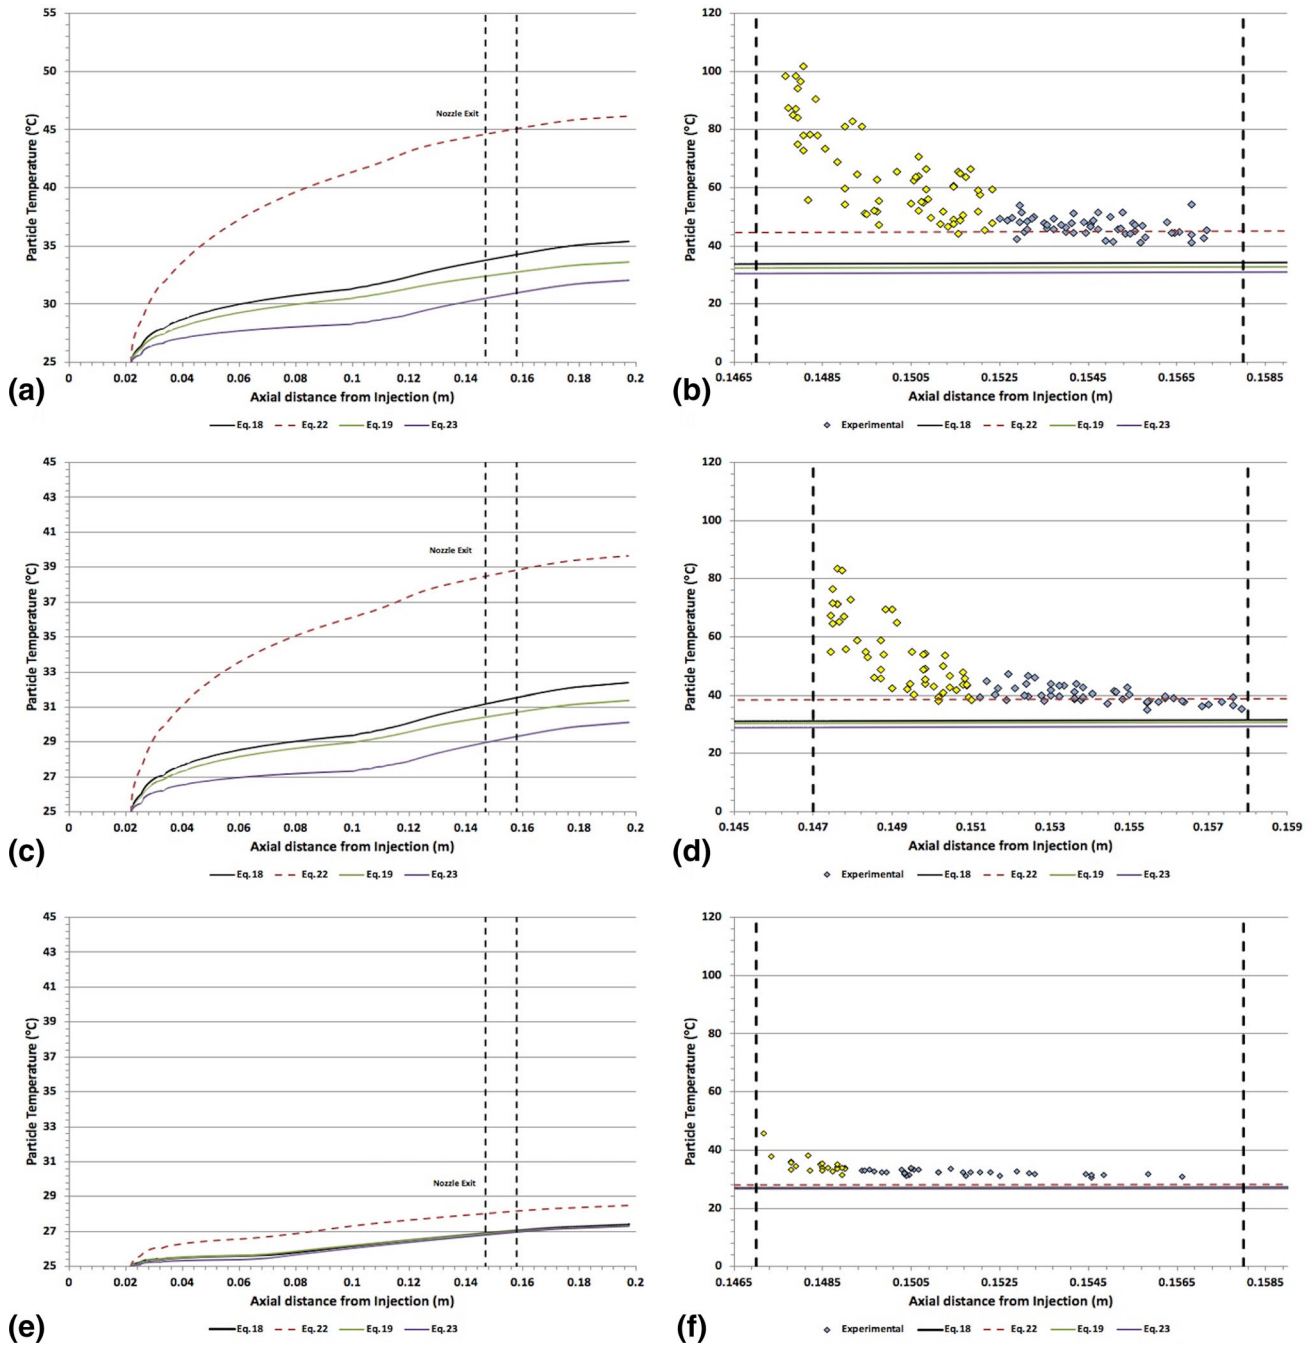 55
50
45
40
35
30
25
Particle Temperature (°C)
Nozzle Exit
0 0.02 0.04 0.06 0.08 0.1 0.12 0.14 0.16 0.18 0.2
Axial distance from Injection (m)
Eq.18 Eq.22 Eq.19 Eq.23
(a)
120
100
80
60
40
20
0
Particle Temperature (°C)
0.1465 0.1485 0.1505 0.1525 0.1545 0.1565 0.1585
Axial distance from Injection (m)
Experimental Eq.18 Eq.22 Eq.19 Eq.23
(b)
45
43
41
39
37
35
33
31
29
27
25
Particle Temperature (°C)
Nozzle Exit
0 0.02 0.04 0.06 0.08 0.1 0.12 0.14 0.16 0.18 0.2
Axial distance from Injection (m)
Eq.18 Eq.22 Eq.19 Eq.23
(c)
120
100
80
60
40
20
0
Particle Temperature (°C)
0.145 0.147 0.149 0.151 0.153 0.155 0.157 0.159
Axial distance from Injection (m)
Experimental Eq.18 Eq.22 Eq.19 Eq.23
(d)
45
43
41
39
37
35
33
31
29
27
25
Particle Temperature (°C)
Nozzle Exit
0 0.02 0.04 0.06 0.08 0.1 0.12 0.14 0.16 0.18 0.2
Axial distance from Injection (m)
Eq.18 Eq.22 Eq.19 Eq.23
(e)
120
100
80
60
40
20
0
Particle Temperature (°C)
0.1465 0.1485 0.1505 0.1525 0.1545 0.1565 0.1585
Axial distance from Injection (m)
Experimental Eq.18 Eq.22 Eq.19 Eq.23
(f)